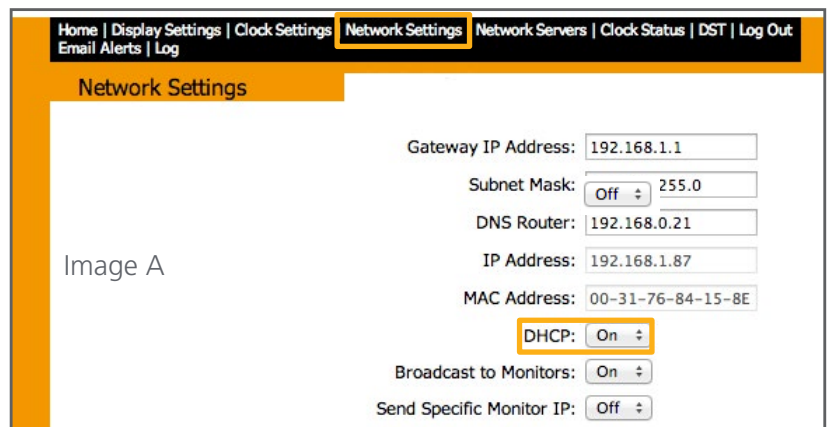 Home | Display Settings | Clock Settings | Network Settings | Network Servers | Clock Status | DST | Log Out
Email Alerts | Log
Network Settings
Gateway IP Address: 192.168.1.1
Subnet Mask: Off 255.0
DNS Router: 192.168.0.21
Image A
IP Address: 192.168.1.87
MAC Address: 00-31-76-84-15-8E
DHCP: On
Broadcast to Monitors: On
Send Specific Monitor IP: Off